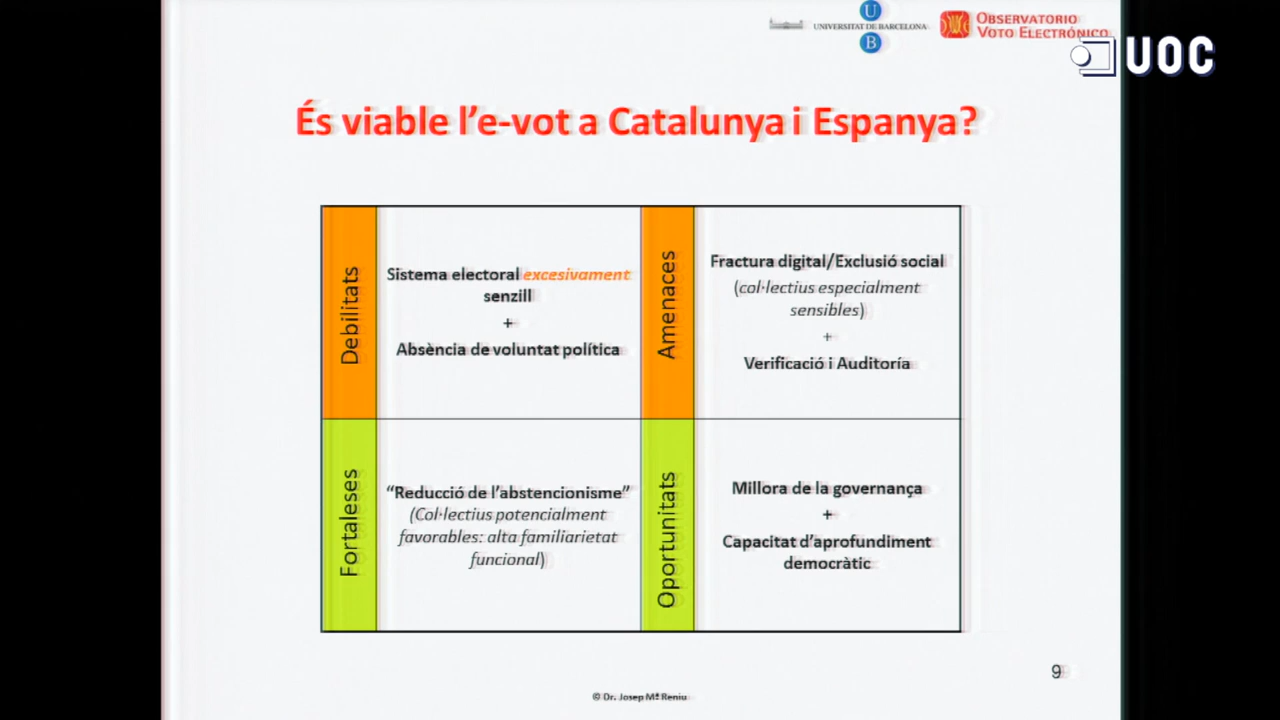 U
UNIVERSITAT DE BARCELONA
B
OBSERVATORIO
VOTO ELECTRÓNICO
UOC
És viable l'e-vot a Catalunya i Espanya?
Debilitats
Sistema electoral excesivament
senzill
+
Absència de voluntat política
Amenaces
Fractura digital/Exclusió social
(col·lectius especialment
sensibles)
+
Verificació i Auditoría
Fortaleses
“Reducció de l'abstencionisme”
(Col·lectius potencialment
favorables: alta familiarietat
funcional)
Oportunitats
Millora de la governança
+
Capacitat d'aprofundiment
democràtic
9
© Dr. Josep Mª Reniu